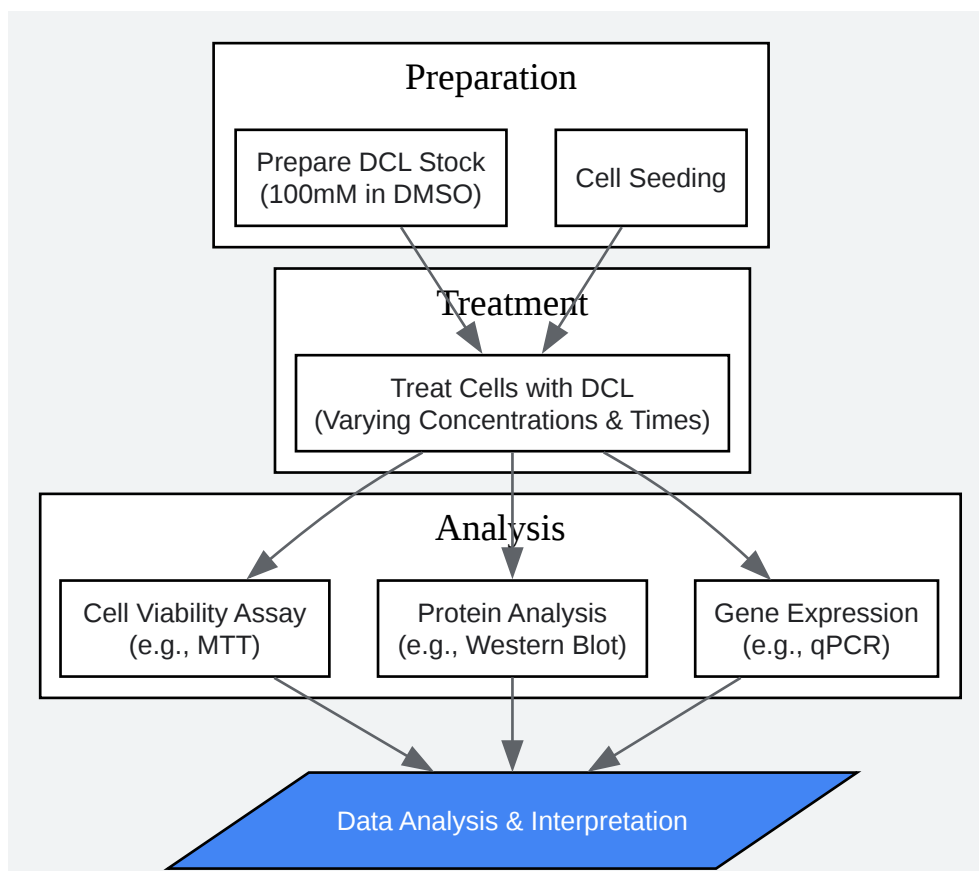 Preparation
Prepare DCL Stock
(100mM in DMSO)
Cell Seeding
Treatment
Treat Cells with DCL
(Varying Concentrations & Times)
Analysis
Cell Viability Assay
(e.g., MTT)
Protein Analysis
(e.g., Western Blot)
Gene Expression
(e.g., qPCR)
Data Analysis & Interpretation